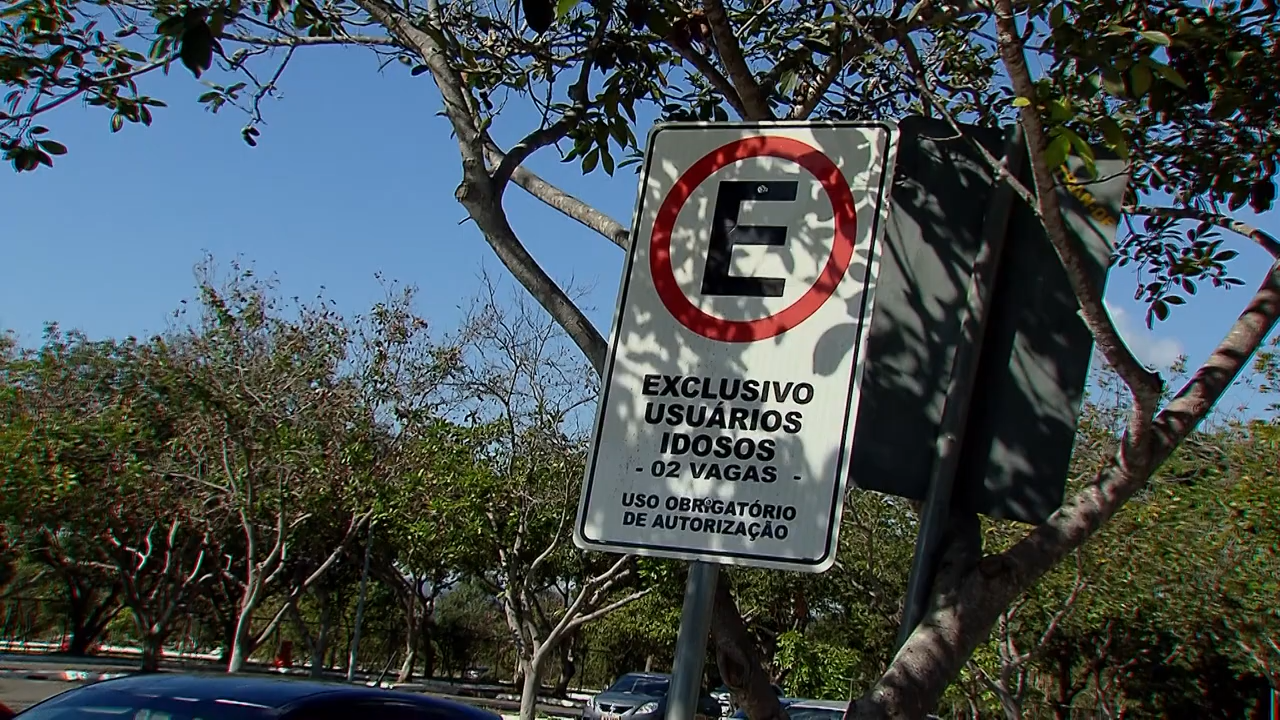 E
EXCLUSIVO
USUÁRIOS
IDOSOS
- 02 VAGAS -
USO OBRIGATÓRIO
DE AUTORIZAÇÃO